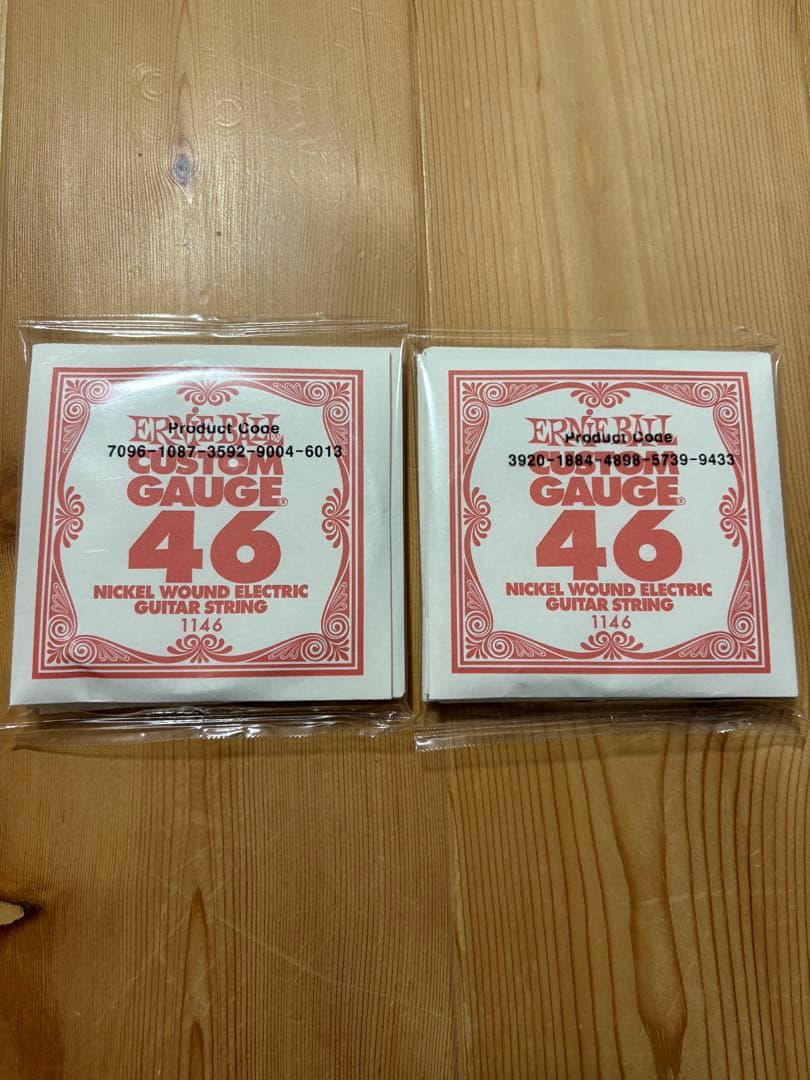 ERNIE BALL
Product Code
7096-1087-3592-9004-6013
CUSTOM
GAUGE®
46
NICKEL WOUND ELECTRIC
GUITAR STRING
1146
ERNIE BALL
Product Code
3920-1884-4898-5739-9433
CUSTOM
GAUGE®
46
NICKEL WOUND ELECTRIC
GUITAR STRING
1146